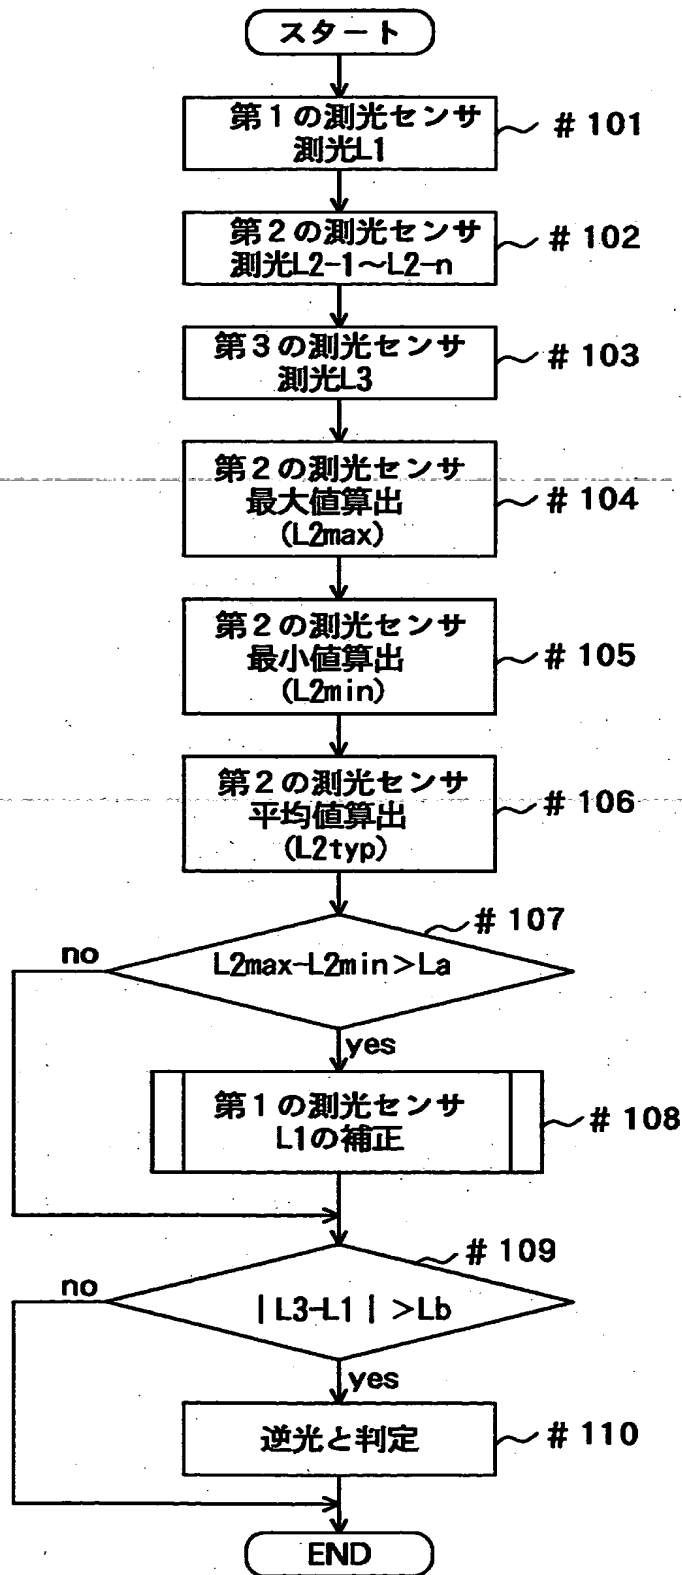 スタート
第1の測光センサ
測光L1
# 101
第2の測光センサ
測光L2-1～L2-n
# 102
第3の測光センサ
測光L3
# 103
第2の測光センサ
最大値算出
(L2max)
# 104
第2の測光センサ
最小値算出
(L2min)
# 105
第2の測光センサ
平均値算出
(L2typ)
# 106
# 107
no
L2max-L2min>La
yes
第1の測光センサ
L1の補正
# 108
# 109
no
|L3-L1| >Lb
yes
逆光と判定
# 110
END